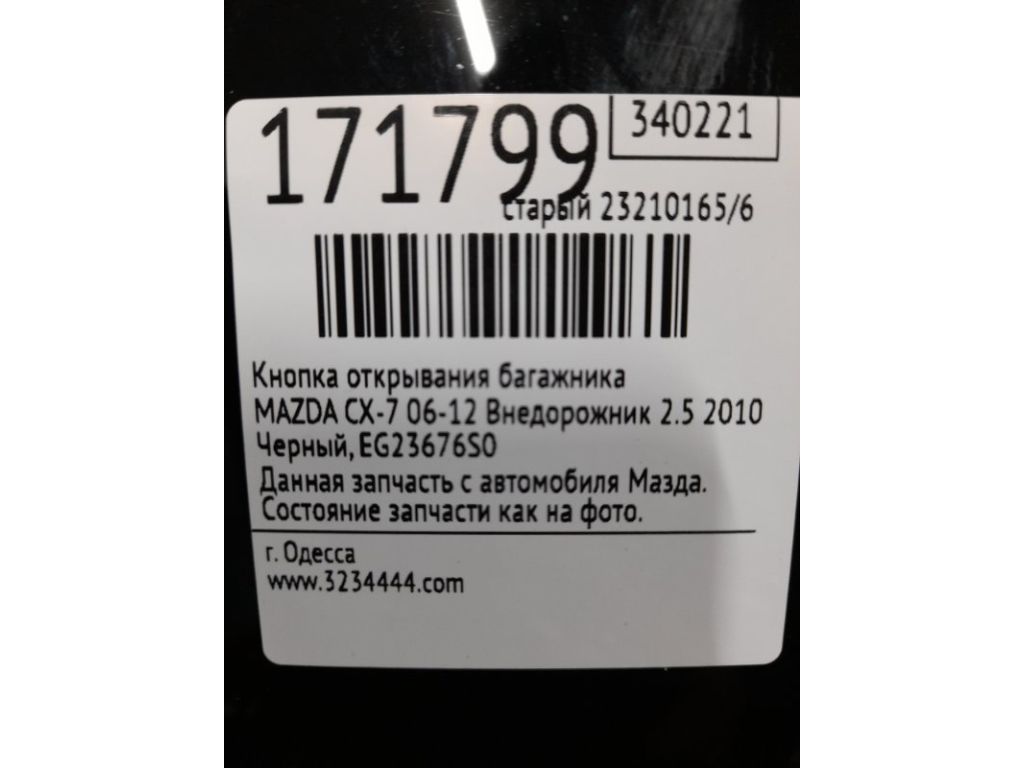 171799
340221
старый 23210165/6
Кнопка открывания багажника
MAZDA CX-7 06-12 Внедорожник 2.5 2010
Черный, EG23676S0
Данная запчасть с автомобиля Мазда.
Состояние запчасти как на фото.
г. Одесса
www.3234444.com